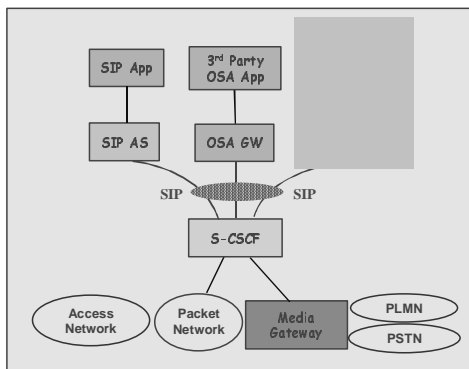 SIP App
3rd Party
OSA App
SIP AS
OSA GW
SIP
SIP
S-CSCF
Access
Network
Packet
Network
Media
Gateway
PLMN
PSTN